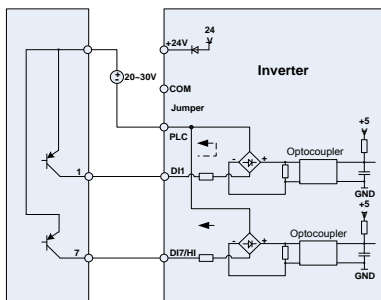 24
V
+24V
20~30V
Inverter
COM
Jumper
PLC
+5
V
Optocoupler
1
DI1
GND
+5
V
Optocoupler
7
DI7/HI
GND
- +
- +